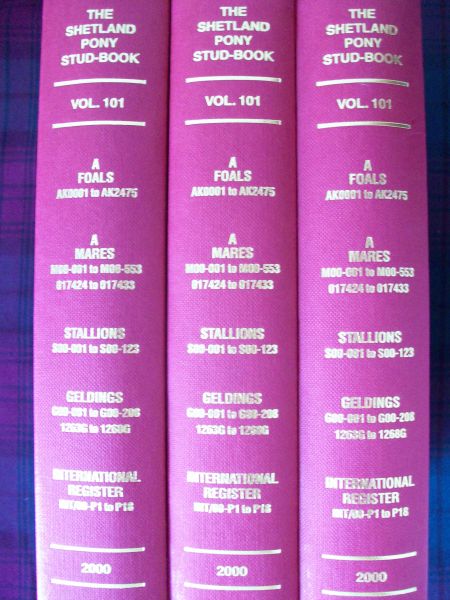 THE
SHETLAND
PONY
STUD-BOOK
VOL. 101
A
FOALS
AK0001 to AK2475
A
MARES
M00-001 to M00-553
017424 to 017433
STALLIONS
S00-001 to S00-123
GELDINGS
G00-001 to G00-208
1263G to 1268G
INTERNATIONAL
REGISTER
INT/00-P1 to P18
2000
THE
SHETLAND
PONY
STUD-BOOK
VOL. 101
A
FOALS
AK0001 to AK2475
A
MARES
M00-001 to M00-553
017424 to 017433
STALLIONS
S00-001 to S00-123
GELDINGS
G00-001 to G00-208
1263G to 1268G
INTERNATIONAL
REGISTER
INT/00-P1 to P18
2000
THE
SHETLAND
PONY
STUD-BOOK
VOL. 101
A
FOALS
AK0001 to AK2475
A
MARES
M00-001 to M00-553
017424 to 017433
STALLIONS
S00-001 to S00-123
GELDINGS
G00-001 to G00-208
1263G to 1268G
INTERNATIONAL
REGISTER
INT/00-P1 to P18
2000